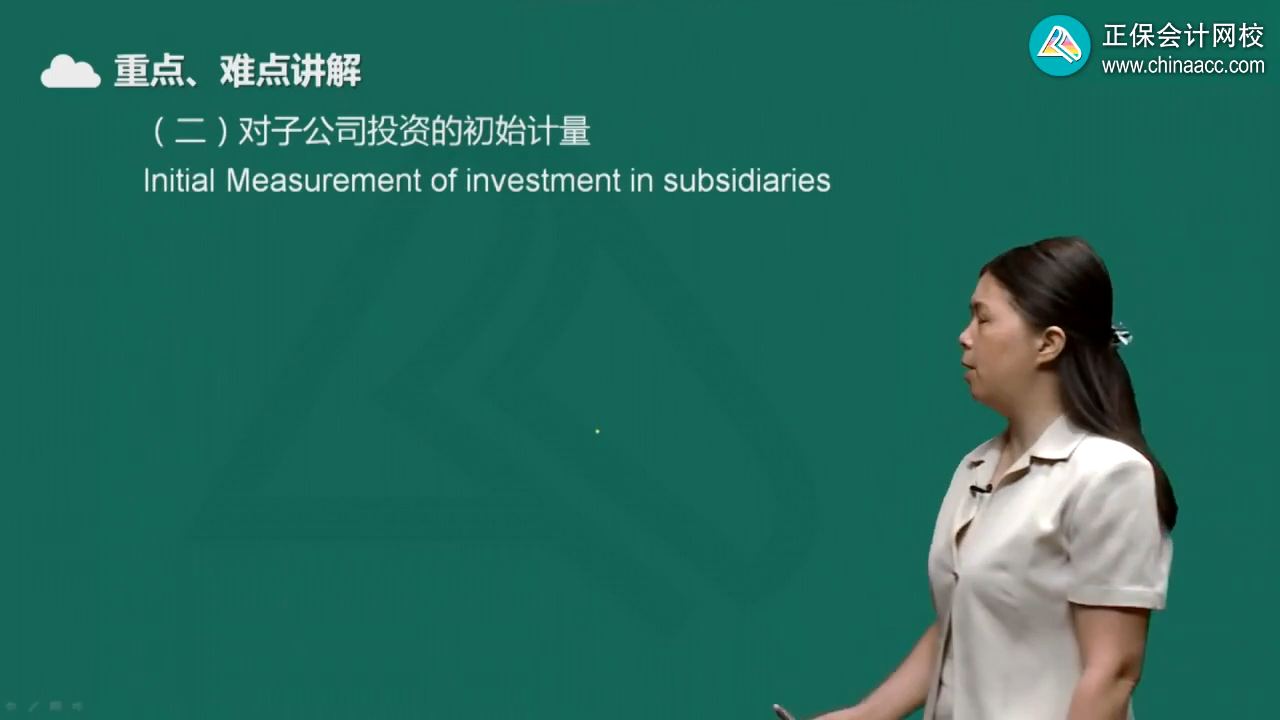 正保会计网校
www.chinaacc.com
重点、难点讲解
（二）对子公司投资的初始计量
Initial Measurement of investment in subsidiaries